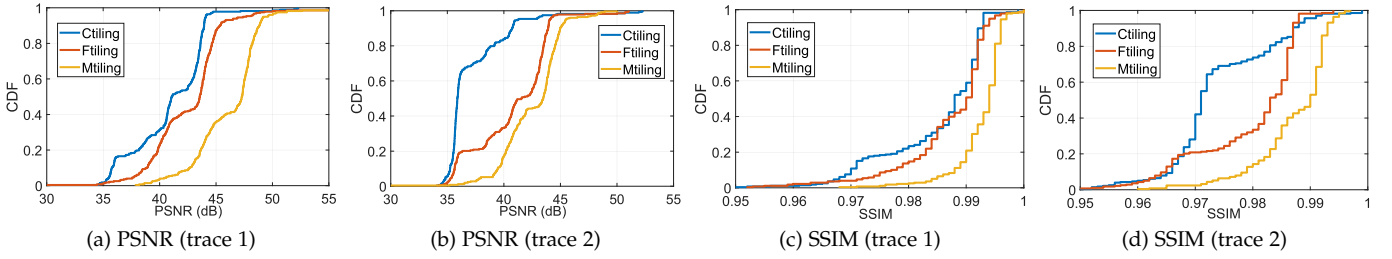 1
0.8
0.6
0.4
0.2
0
CDF
Ctiling
Ftiling
Mtiling
30
35
40
45
50
55
PSNR (dB)
(a) PSNR (trace 1)
1
0.8
0.6
0.4
0.2
0
CDF
Ctiling
Ftiling
Mtiling
30
35
40
45
50
55
PSNR (dB)
(b) PSNR (trace 2)
1
0.8
0.6
0.4
0.2
0
CDF
Ctiling
Ftiling
Mtiling
0.95
0.96
0.97
0.98
0.99
1
SSIM
(c) SSIM (trace 1)
1
0.8
0.6
0.4
0.2
0
CDF
Ctiling
Ftiling
Mtiling
0.95
0.96
0.97
0.98
0.99
1
SSIM
(d) SSIM (trace 2)